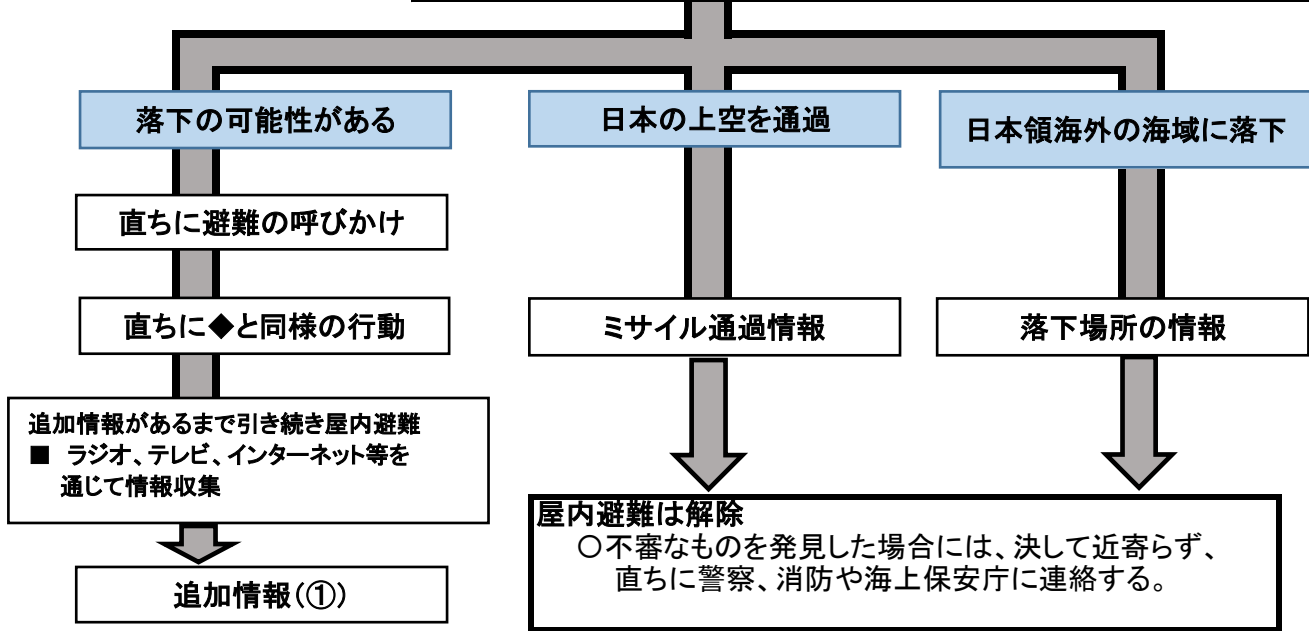 落下の可能性がある
直ちに避難の呼びかけ
直ちに◆と同様の行動
追加情報があるまで引き続き屋内避難
■ ラジオ、テレビ、インターネット等を
通じて情報収集
追加情報(①)
日本の上空を通過
ミサイル通過情報
日本領海外の海域に落下
落下場所の情報
屋内避難は解除
○不審なものを発見した場合には、決して近寄らず、
直ちに警察、消防や海上保安庁に連絡する。